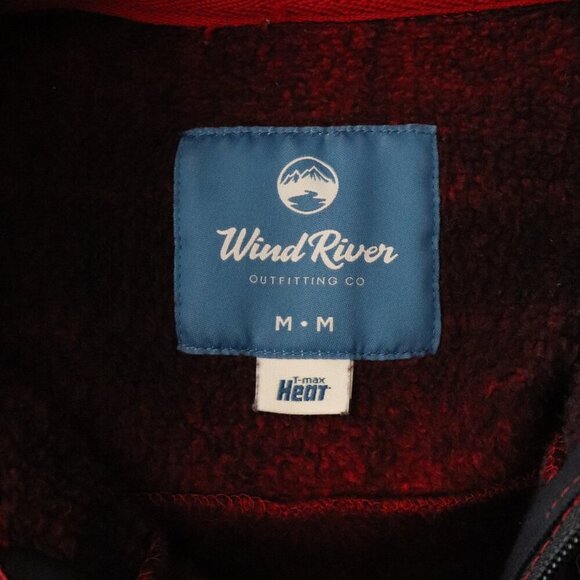 Wind River
OUTFITTING CO
M • M
T-max
HeaT